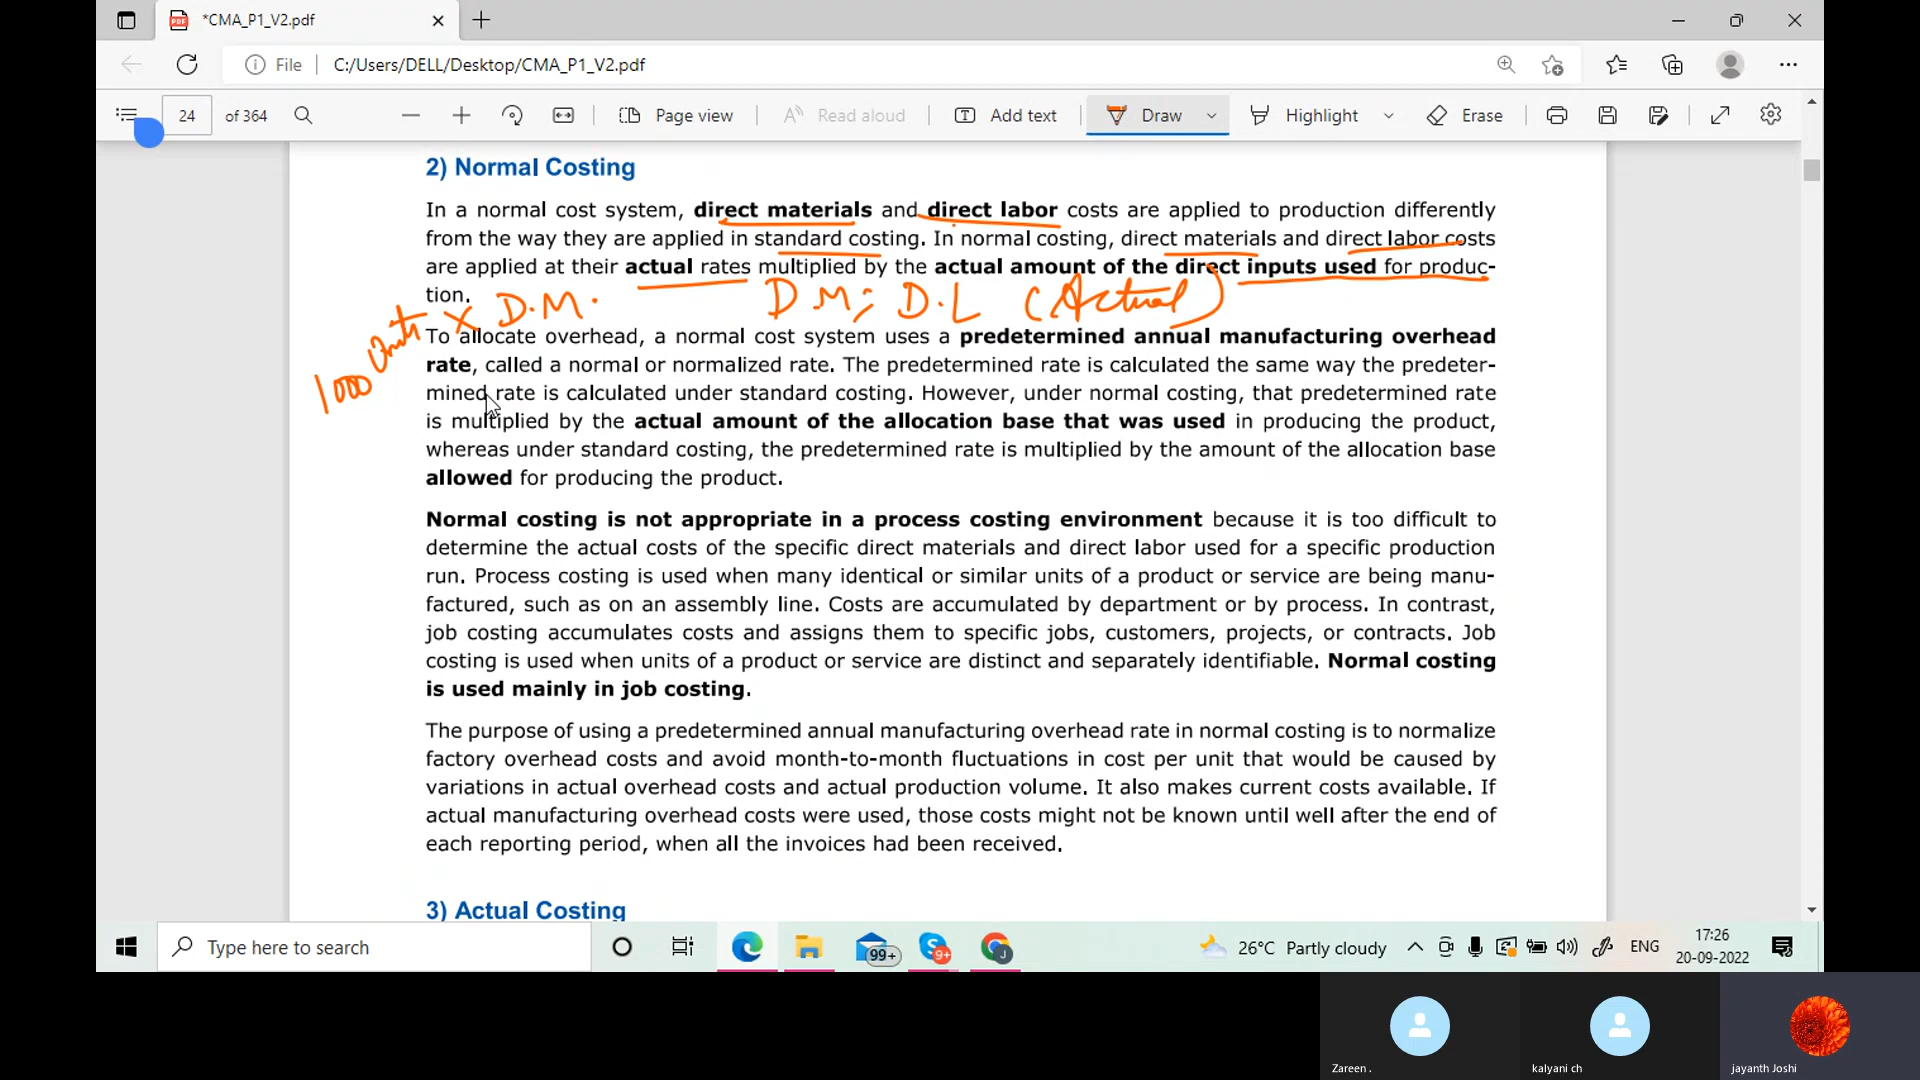 *CMA_P1_V2.pdf
File
C:/Users/DELL/Desktop/CMA_P1_V2.pdf
24 of 364
Page view
Read aloud
Add text
Draw
Highlight
Erase
2) Normal Costing
In a normal cost system, direct materials and direct labor costs are applied to production differently
from the way they are applied in standard costing. In normal costing, direct materials and direct labor costs
are applied at their actual rates multiplied by the actual amount of the direct inputs used for produc-
tion.
1000 Units X D.M. D M; D.L (Actual)
To allocate overhead, a normal cost system uses a predetermined annual manufacturing overhead
rate, called a normal or normalized rate. The predetermined rate is calculated the same way the predeter-
mined rate is calculated under standard costing. However, under normal costing, that predetermined rate
is multiplied by the actual amount of the allocation base that was used in producing the product,
whereas under standard costing, the predetermined rate is multiplied by the amount of the allocation base
allowed for producing the product.
Normal costing is not appropriate in a process costing environment because it is too difficult to
determine the actual costs of the specific direct materials and direct labor used for a specific production
run. Process costing is used when many identical or similar units of a product or service are being manu-
factured, such as on an assembly line. Costs are accumulated by department or by process. In contrast,
job costing accumulates costs and assigns them to specific jobs, customers, projects, or contracts. Job
costing is used when units of a product or service are distinct and separately identifiable. Normal costing
is used mainly in job costing.
The purpose of using a predetermined annual manufacturing overhead rate in normal costing is to normalize
factory overhead costs and avoid month-to-month fluctuations in cost per unit that would be caused by
variations in actual overhead costs and actual production volume. It also makes current costs available. If
actual manufacturing overhead costs were used, those costs might not be known until well after the end of
each reporting period, when all the invoices had been received.
3) Actual Costing
Type here to search
99+
9+
J
26°C Partly cloudy
ENG
17:26
20-09-2022
Zareen .
kalyani ch
jayanth Joshi